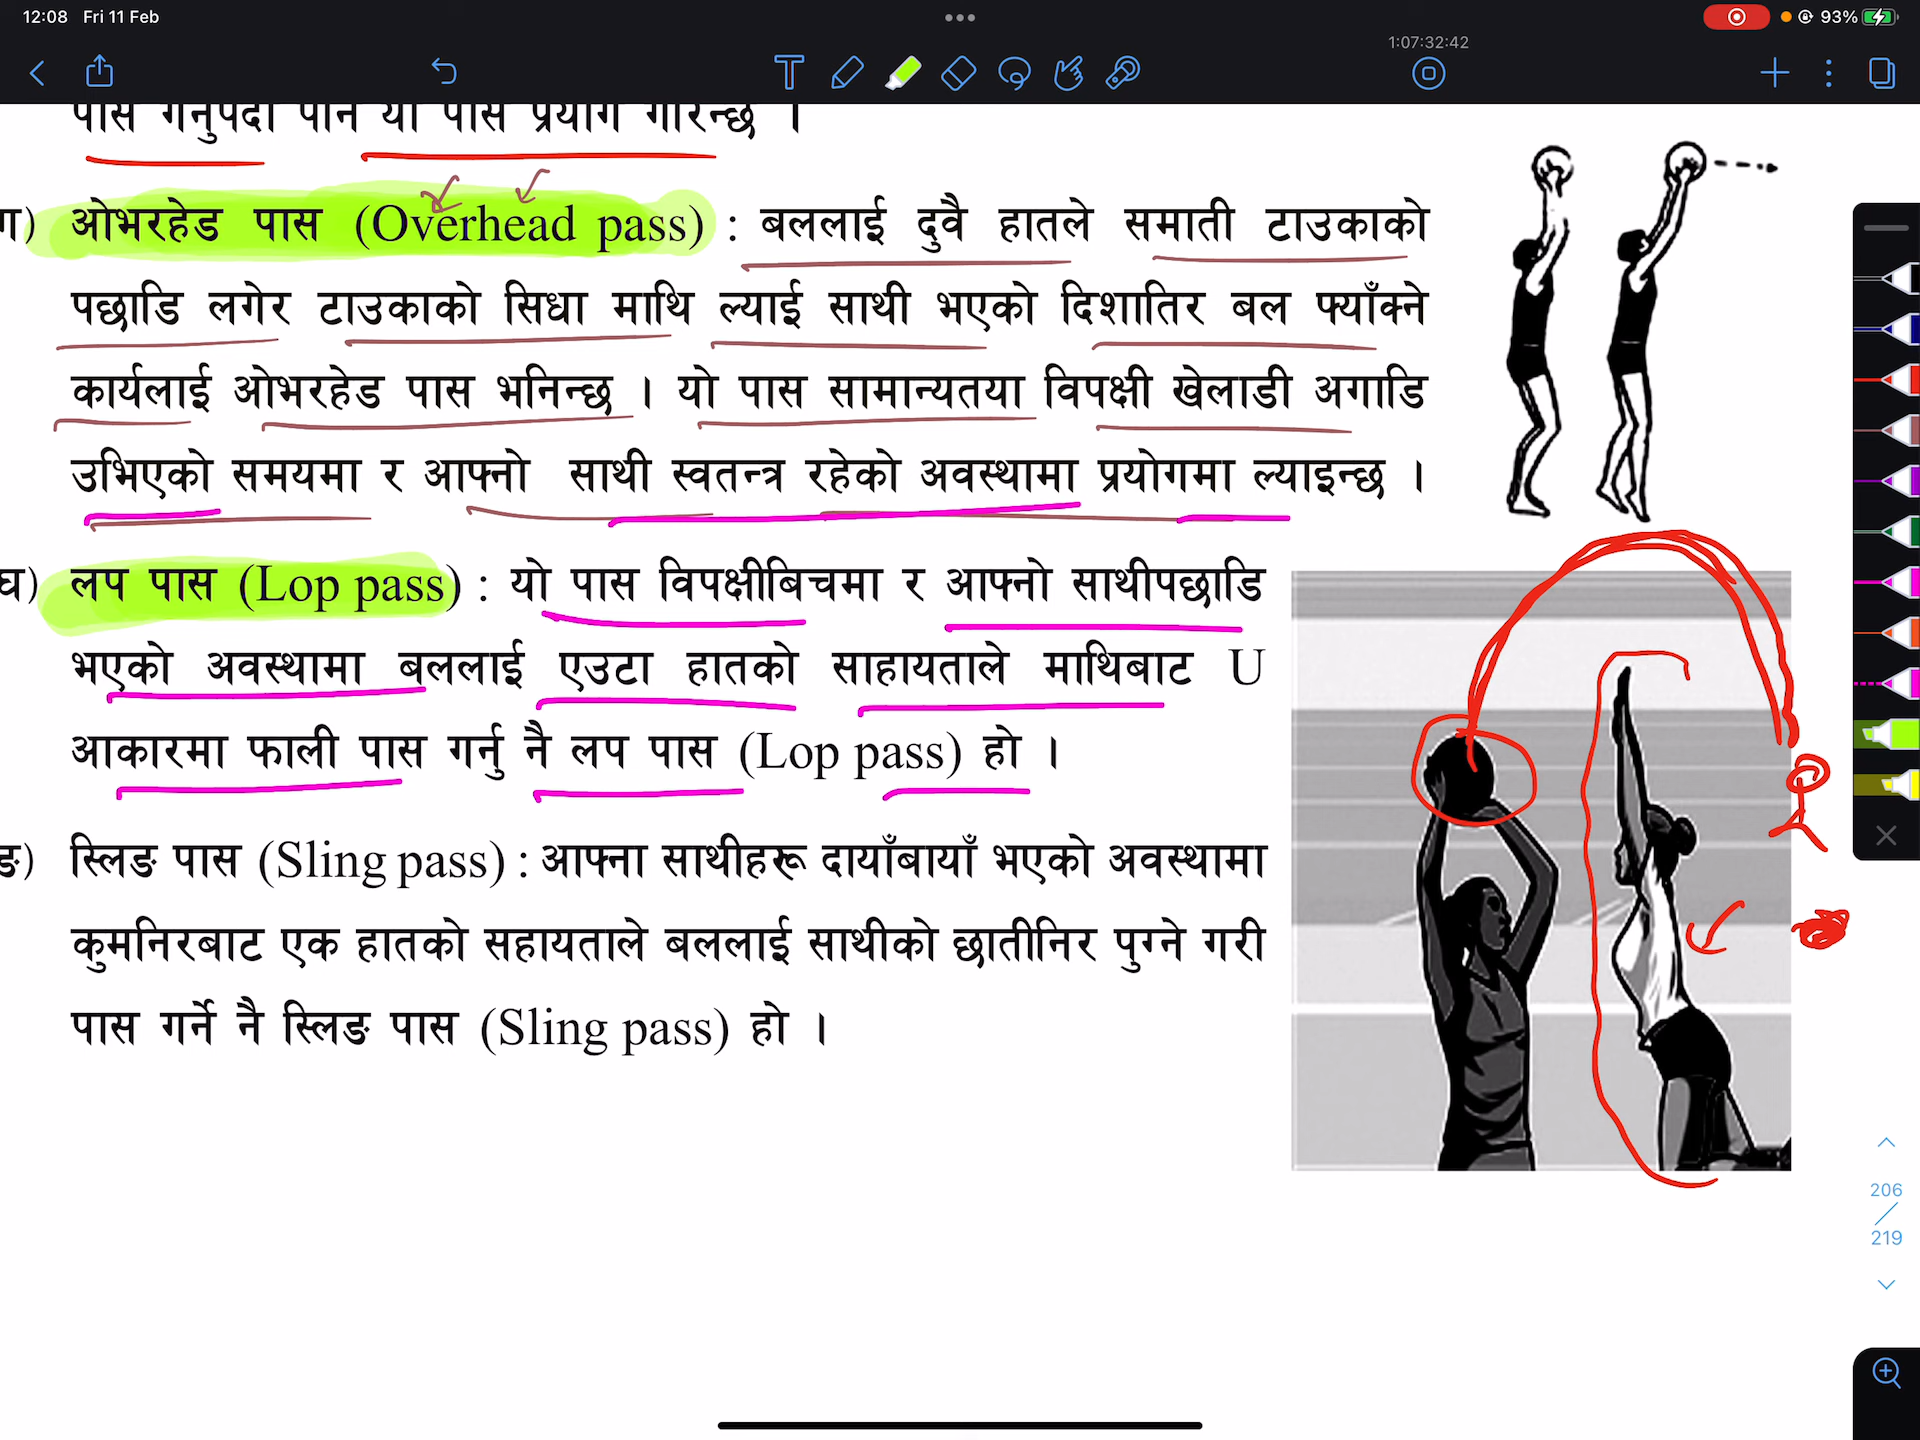 12:08 Fri 11 Feb
93%
1:07:32:42
पास गर्नुपर्दा पनि यो पास प्रयोग गरिन्छ ।
ग) ओभरहेड पास (Overhead pass) : बललाई दुवै हातले समाती टाउकाको
पछाडि लगेर टाउकाको सिधा माथि ल्याई साथी भएको दिशातिर बल फ्याँक्ने
कार्यलाई ओभरहेड पास भनिन्छ । यो पास सामान्यतया विपक्षी खेलाडी अगाडि
उभिएको समयमा र आफ्नो साथी स्वतन्त्र रहेको अवस्थामा प्रयोगमा ल्याइन्छ ।
घ) लप पास (Lop pass) : यो पास विपक्षीबिचमा र आफ्नो साथीपछाडि
भएको अवस्थामा बललाई एउटा हातको साहायताले माथिबाट U
आकारमा फाली पास गर्नु नै लप पास (Lop pass) हो ।
ङ) स्लिङ पास (Sling pass) : आफ्ना साथीहरू दायाँबायाँ भएको अवस्थामा
कुमनिरबाट एक हातको सहायताले बललाई साथीको छातीनिर पुग्ने गरी
पास गर्ने नै स्लिङ पास (Sling pass) हो ।
206
/
219